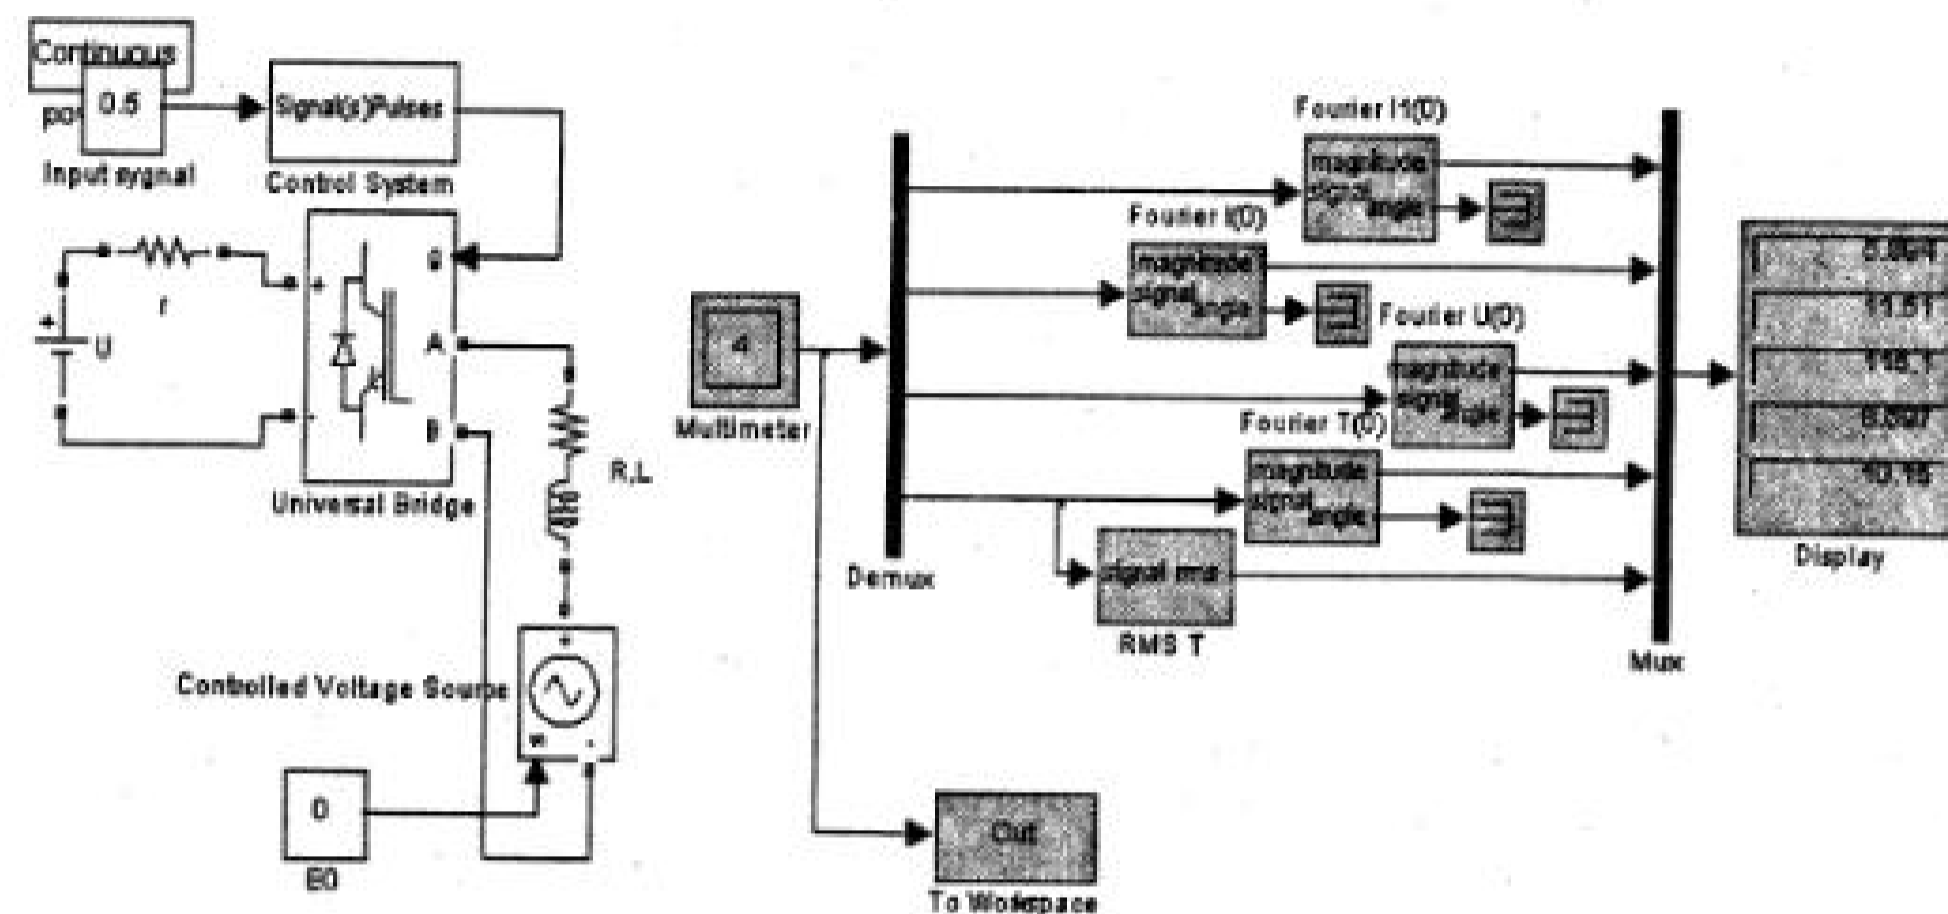 Continuous
po
0.5
Input sygnal
Signal(s)Pulses
Control System
g
+
r
+
U
A
-
B
Universal Bridge
R,L
+
Controlled Voltage Source
-
0
E0
4
Multimeter
Demux
Fourier I1(0)
magnitude
signal
angle
Fourier I(0)
magnitude
signal
angle
Fourier U(0)
magnitude
signal
angle
Fourier T(0)
magnitude
signal
angle
signal rms
RMS T
Mux
11.51
10.15
Display
Out
To Workspace